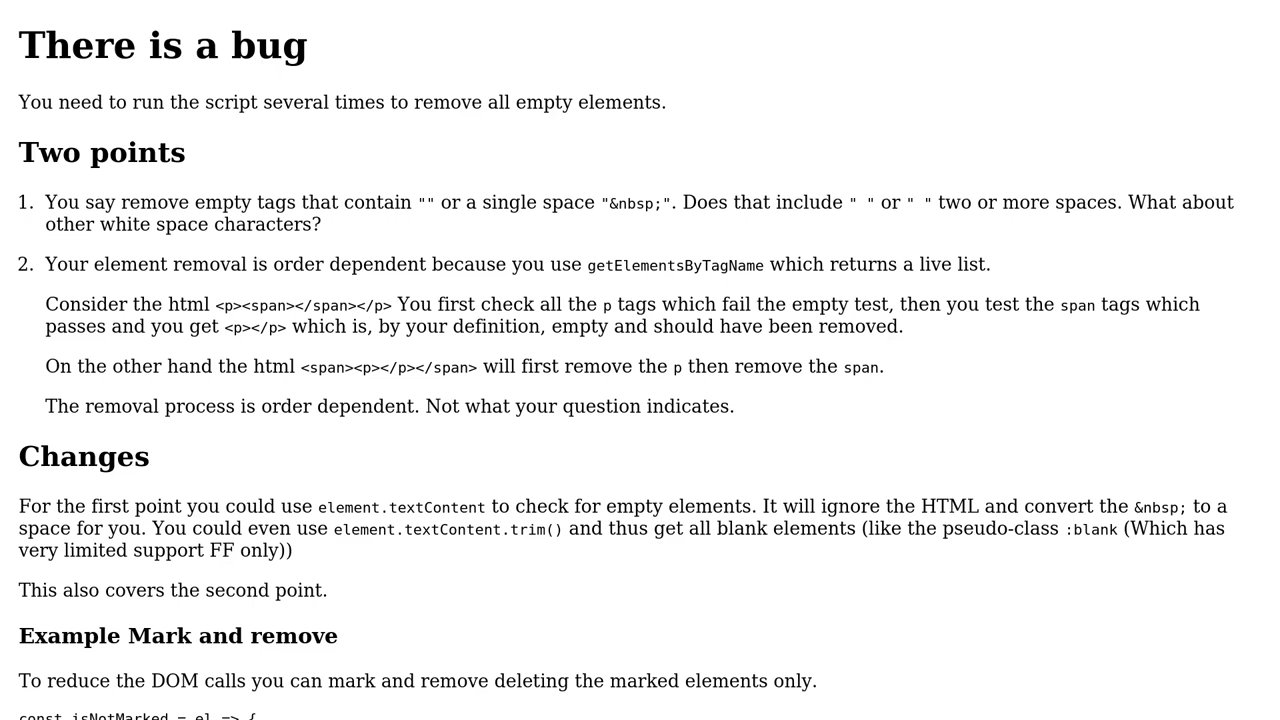 There is a bug
You need to run the script several times to remove all empty elements.
Two points
1. You say remove empty tags that contain "" or a single space "&nbsp;". Does that include " " or " " two or more spaces. What about
other white space characters?
2. Your element removal is order dependent because you use getElementsByTagName which returns a live list.
Consider the html <p><span></span></p> You first check all the p tags which fail the empty test, then you test the span tags which
passes and you get <p></p> which is, by your definition, empty and should have been removed.
On the other hand the html <span><p></p></span> will first remove the p then remove the span.
The removal process is order dependent. Not what your question indicates.
Changes
For the first point you could use element.textContent to check for empty elements. It will ignore the HTML and convert the &nbsp; to a
space for you. You could even use element.textContent.trim() and thus get all blank elements (like the pseudo-class :blank (Which has
very limited support FF only))
This also covers the second point.
Example Mark and remove
To reduce the DOM calls you can mark and remove deleting the marked elements only.
const isNotMarked = el => {